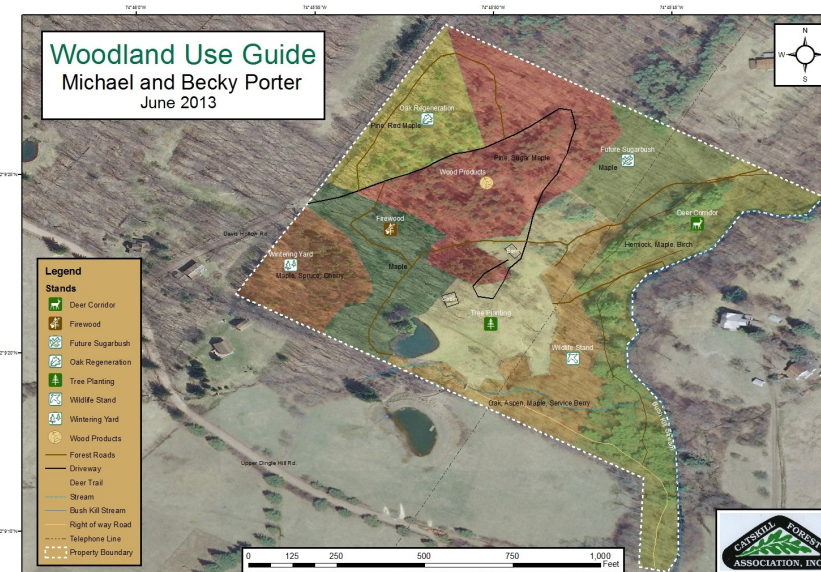 Woodland Use Guide
Michael and Becky Porter
June 2013
N
W
S
Oak Regeneration
Pine, Red Maple
Pine, Sugar Maple
Wood Products
Future Sugarbush
Maple
Firewood
Deer Corridor
Hemlock, Maple, Birch
Wintering Yard
Maple, Spruce, Cherry
Maple
Tree Planting
Wildlife Stand
Oak, Aspen, Maple, Service Berry
Upper Dingle Hill Rd.
Legend
Stands
Deer Corridor
Firewood
Future Sugarbush
Oak Regeneration
Tree Planting
Wildlife Stand
Wintering Yard
Wood Products
Forest Roads
Driveway
Deer Trail
Stream
Bush Kill Stream
Right of way Road
Telephone Line
Property Boundary
0 125 250 500 750 1,000
Feet
CATSKILL FOREST
ASSOCIATION, INC